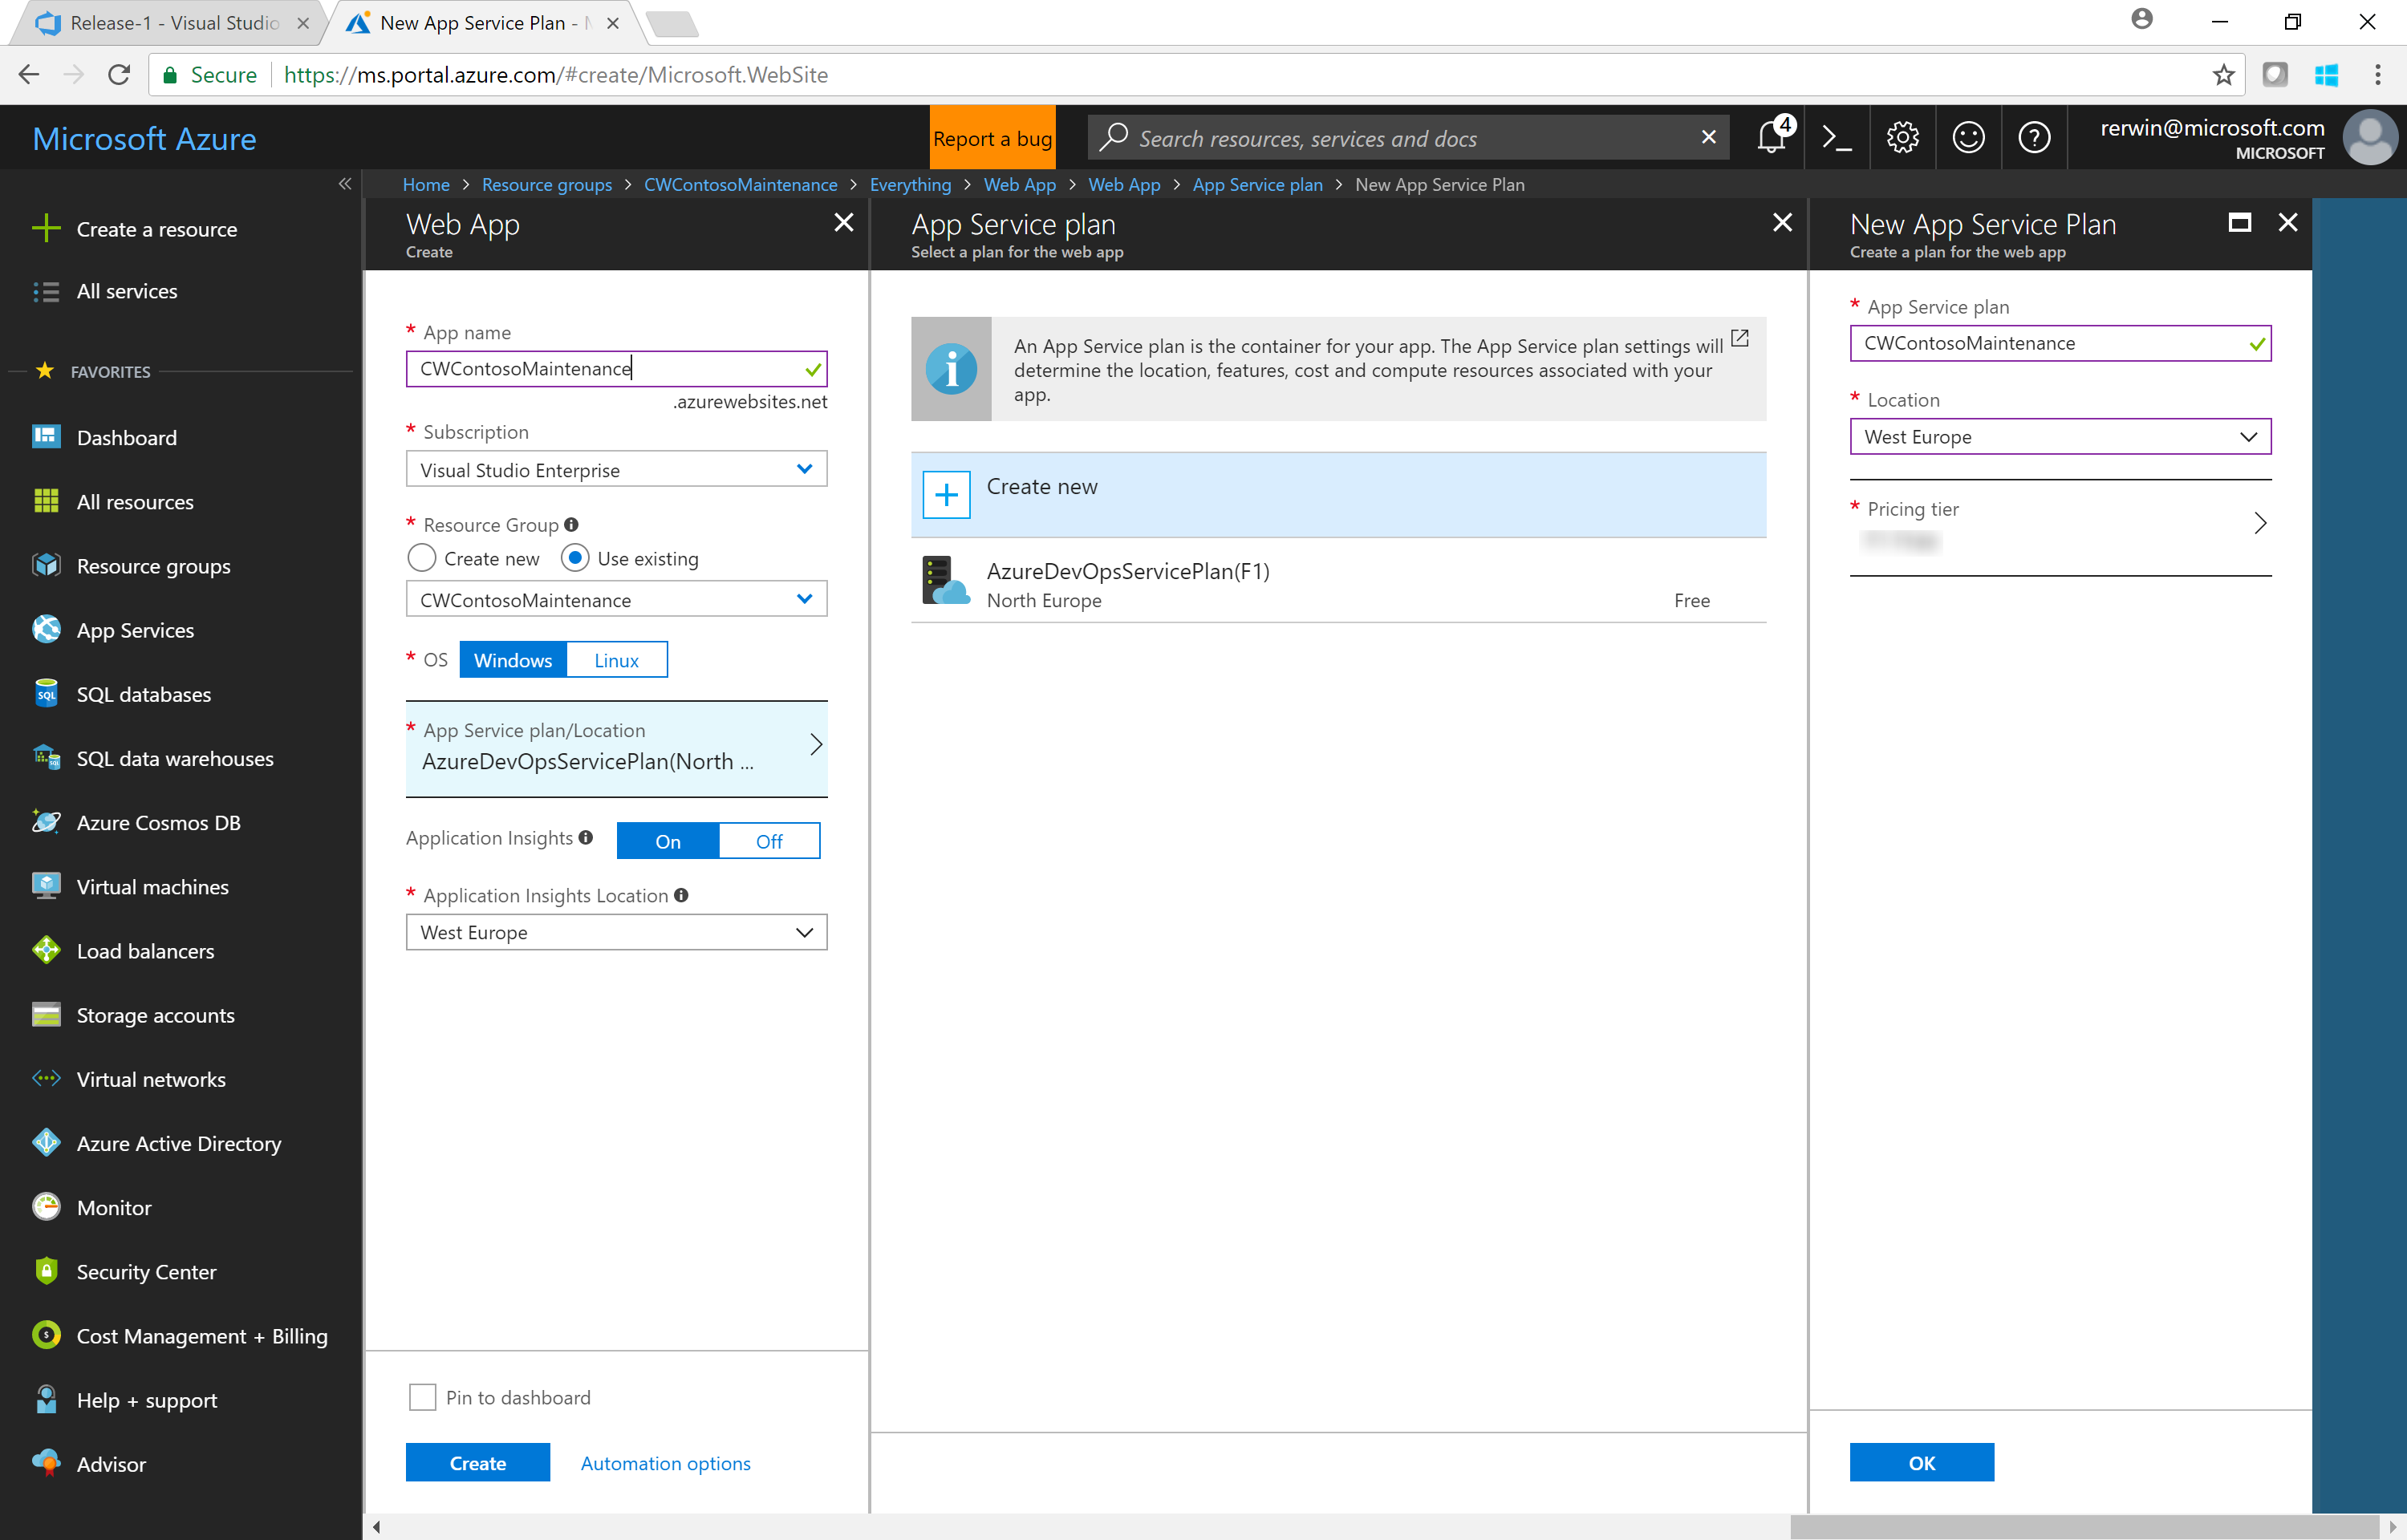 Release-1 - Visual Studio
New App Service Plan - M
Secure
https://ms.portal.azure.com/#create/Microsoft.WebSite
Microsoft Azure
Report a bug
Search resources, services and docs
4
rerwin@microsoft.com
MICROSOFT
Home > Resource groups > CWContosoMaintenance > Everything > Web App > Web App > App Service plan > New App Service Plan
Create a resource
All services
FAVORITES
Dashboard
All resources
Resource groups
App Services
SQL databases
SQL data warehouses
Azure Cosmos DB
Virtual machines
Load balancers
Storage accounts
Virtual networks
Azure Active Directory
Monitor
Security Center
Cost Management + Billing
Help + support
Advisor
Web App
Create
* App name
CWContosoMaintenance
.azurewebsites.net
* Subscription
Visual Studio Enterprise
* Resource Group
Create new
Use existing
CWContosoMaintenance
* OS
Windows
Linux
* App Service plan/Location
AzureDevOpsServicePlan(North ...
Application Insights
On
Off
* Application Insights Location
West Europe
Pin to dashboard
Create
Automation options
App Service plan
Select a plan for the web app
An App Service plan is the container for your app. The App Service plan settings will
determine the location, features, cost and compute resources associated with your
app.
Create new
AzureDevOpsServicePlan(F1)
North Europe
Free
New App Service Plan
Create a plan for the web app
* App Service plan
CWContosoMaintenance
* Location
West Europe
* Pricing tier
OK